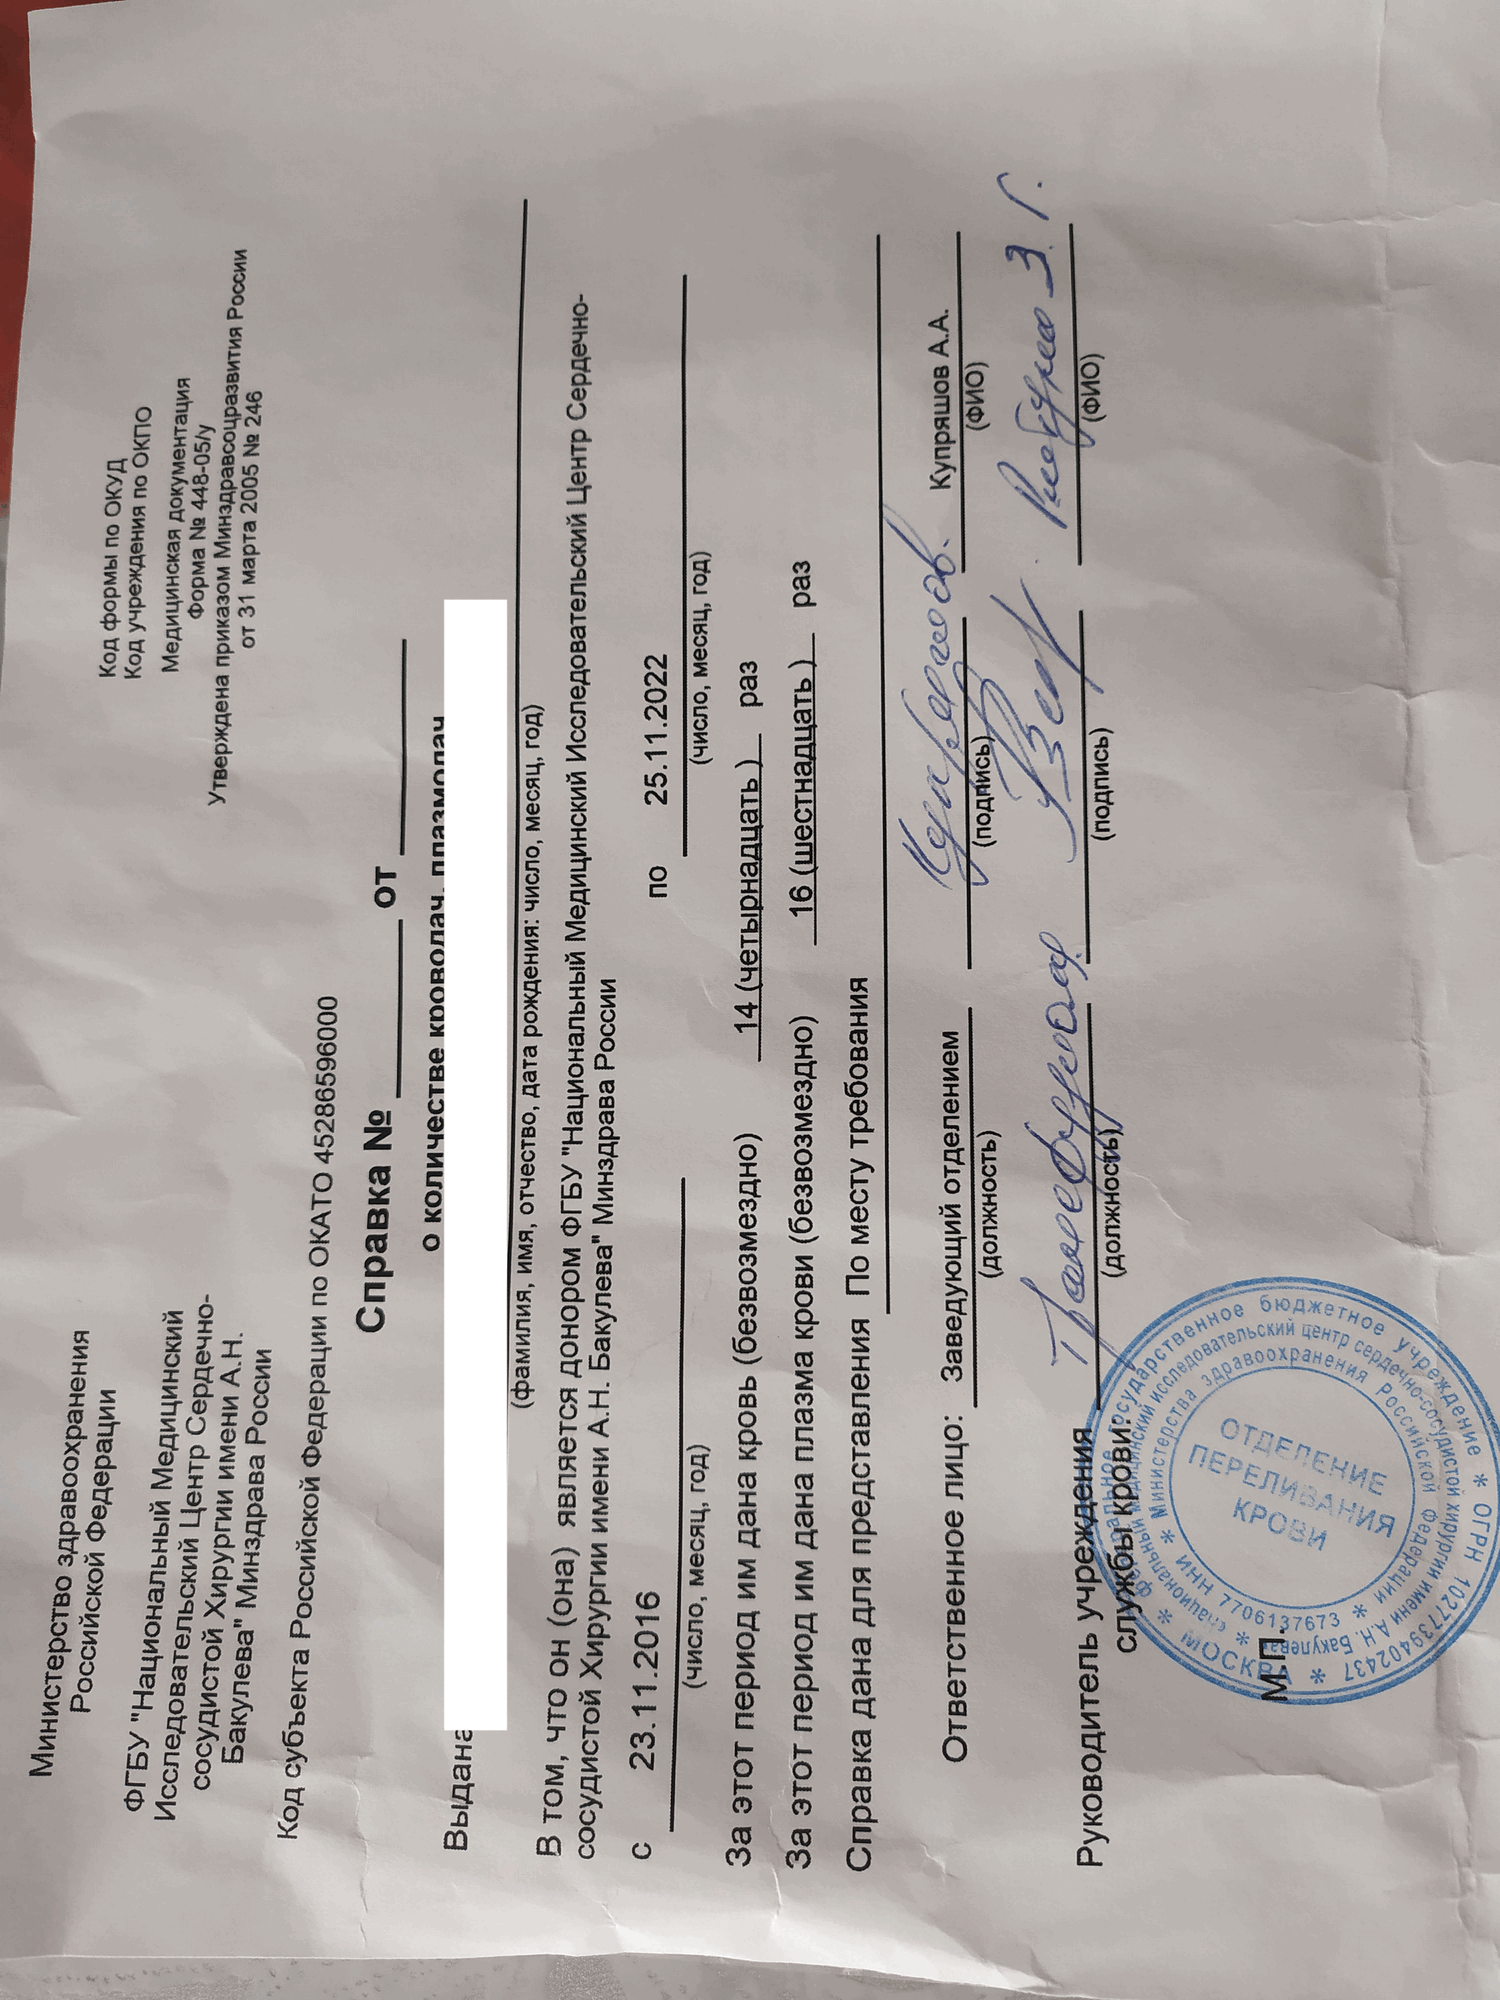 Министерство здравоохранения
Российской Федерации
ФГБУ "Национальный Медицинский
Исследовательский Центр Сердечно-
сосудистой Хирургии имени А.Н.
Бакулева" Минздрава России
Код субъекта Российской Федерации по ОКАТО 45286596000
Код формы по ОКУД
Код учреждения по ОКПО
Медицинская документация
Форма № 448-05/у
Утверждена приказом Минздравсоцразвития России
от 31 марта 2005 № 246
Справка № от
о количестве кроводач, плазмодач
Выдана
(фамилия, имя, отчество, дата рождения: число, месяц, год)
В том, что он (она) является донором ФГБУ "Национальный Медицинский Исследовательский Центр Сердечно-
сосудистой Хирургии имени А.Н. Бакулева" Минздрава России
с 23.11.2016 по 25.11.2022
(число, месяц, год) (число, месяц, год)
За этот период им дана кровь (безвозмездно) 14 (четырнадцать ) раз
За этот период им дана плазма крови (безвозмездно) 16 (шестнадцать ) раз
Справка дана для представления По месту требования
Ответственное лицо: Заведующий отделением Купряшов А.А.
(должность) (подпись) (ФИО)
Руководитель учреждения З. Г.
службы крови:
(должность) (подпись) (ФИО)
М.П.
Федеральное государственное бюджетное учреждение * ОГРН 1027739402437 * МОСКВА *
«Национальный медицинский исследовательский центр сердечно-сосудистой хирургии имени А.Н. Бакулева» *
* Министерства здравоохранения Российской Федерации * ИНН 7706137673
ОТДЕЛЕНИЕ
ПЕРЕЛИВАНИЯ
КРОВИ